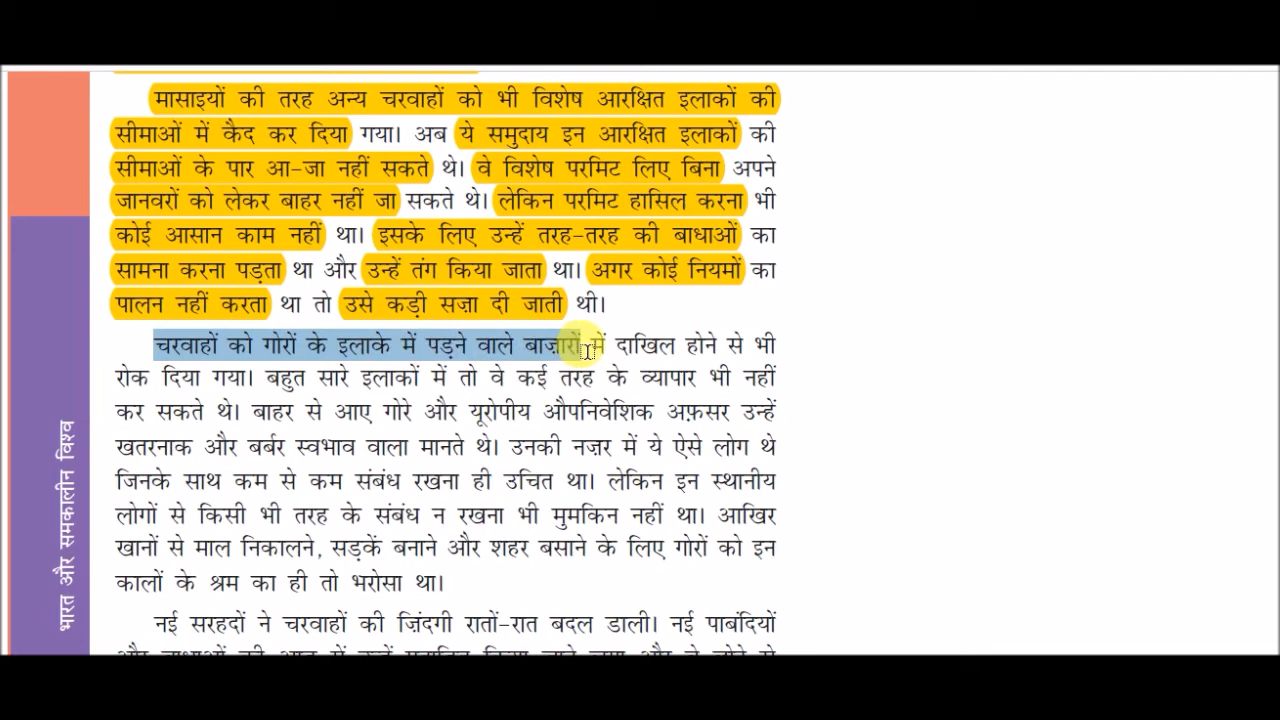 मासाइयों की तरह अन्य चरवाहों को भी विशेष आरक्षित इलाकों की
सीमाओं में कैद कर दिया गया। अब ये समुदाय इन आरक्षित इलाकों की
सीमाओं के पार आ-जा नहीं सकते थे। वे विशेष परमिट लिए बिना अपने
जानवरों को लेकर बाहर नहीं जा सकते थे। लेकिन परमिट हासिल करना भी
कोई आसान काम नहीं था। इसके लिए उन्हें तरह-तरह की बाधाओं का
सामना करना पड़ता था और उन्हें तंग किया जाता था। अगर कोई नियमों का
पालन नहीं करता था तो उसे कड़ी सज़ा दी जाती थी।
चरवाहों को गोरों के इलाके में पड़ने वाले बाज़ारों में दाखिल होने से भी
रोक दिया गया। बहुत सारे इलाकों में तो वे कई तरह के व्यापार भी नहीं
कर सकते थे। बाहर से आए गोरे और यूरोपीय औपनिवेशिक अफ़सर उन्हें
खतरनाक और बर्बर स्वभाव वाला मानते थे। उनकी नज़र में ये ऐसे लोग थे
जिनके साथ कम से कम संबंध रखना ही उचित था। लेकिन इन स्थानीय
लोगों से किसी भी तरह के संबंध न रखना भी मुमकिन नहीं था। आखिर
खानों से माल निकालने, सड़कें बनाने और शहर बसाने के लिए गोरों को इन
कालों के श्रम का ही तो भरोसा था।
नई सरहदों ने चरवाहों की ज़िंदगी रातों-रात बदल डाली। नई पाबंदियों
भारत और समकालीन विश्व